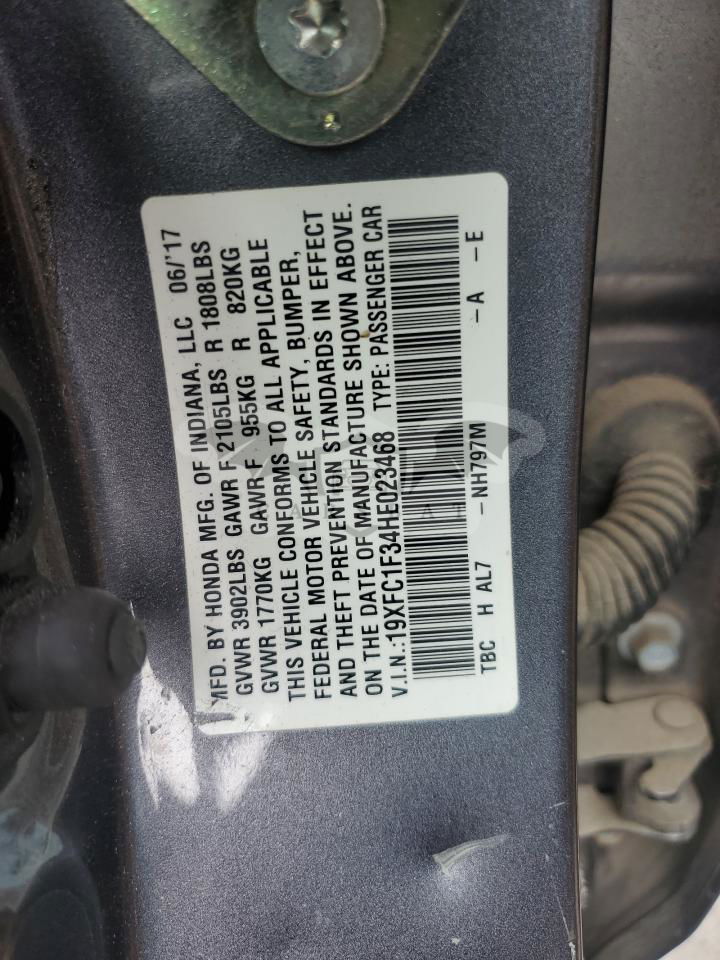 MFD. BY HONDA MFG. OF INDIANA, LLC 06/'17
GVWR 3902LBS GAWR F 2105LBS R 1808LBS
GVWR 1770KG GAWR F 955KG R 820KG
THIS VEHICLE CONFORMS TO ALL APPLICABLE
FEDERAL MOTOR VEHICLE SAFETY, BUMPER,
AND THEFT PREVENTION STANDARDS IN EFFECT
ON THE DATE OF MANUFACTURE SHOWN ABOVE.
V.I.N.:19XFC1F34HE023468 TYPE: PASSENGER CAR
TBC H AL7 -NH797M -A -E